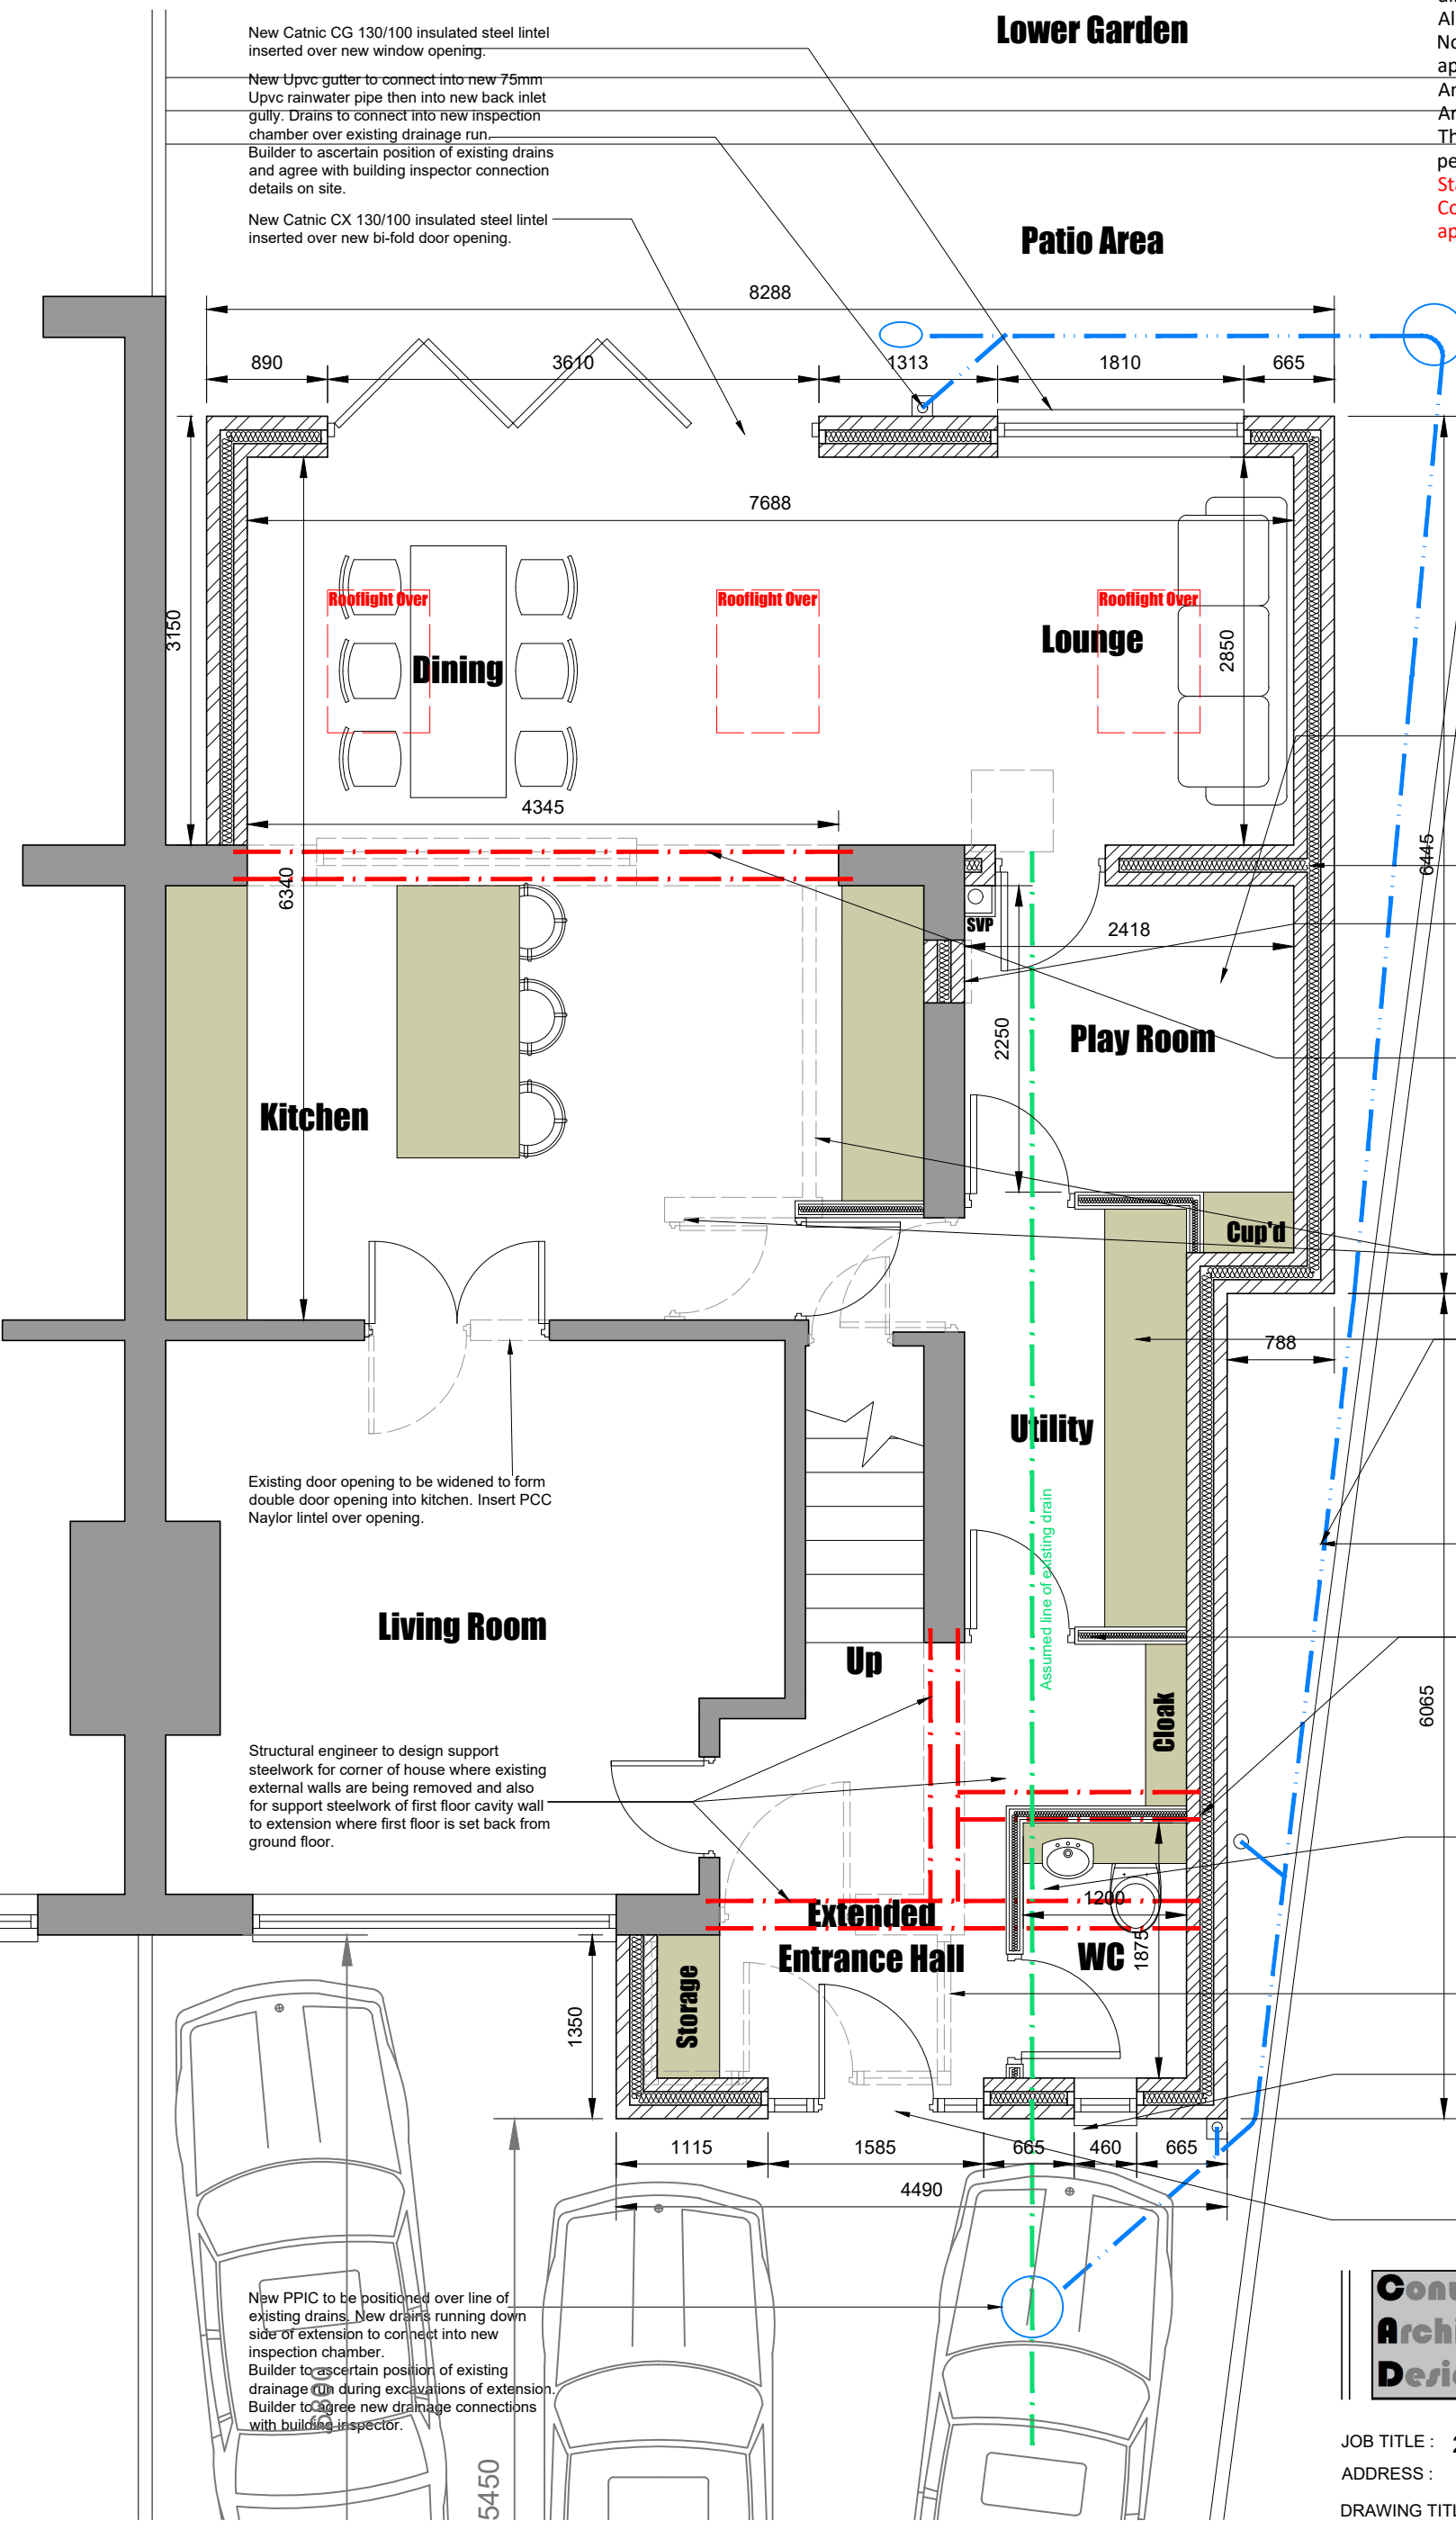 New Catnic CG 130/100 insulated steel lintel
inserted over new window opening.
New Upvc gutter to connect into new 75mm
Upvc rainwater pipe then into new back inlet
gully. Drains to connect into new inspection
chamber over existing drainage run.
Builder to ascertain position of existing drains
and agree with building inspector connection
details on site.
New Catnic CX 130/100 insulated steel lintel
inserted over new bi-fold door opening.
Lower Garden
Patio Area
8288
890
3610
1313
1810
665
7688
3150
Rooflight Over
Rooflight Over
Rooflight Over
Dining
Lounge
2850
4345
6340
6445
SVP
2418
2250
Play Room
Kitchen
Cup'd
788
Utility
Existing door opening to be widened to form
double door opening into kitchen. Insert PCC
Naylor lintel over opening.
Assumed line of existing drain
Living Room
Up
Cloak
6065
Structural engineer to design support
steelwork for corner of house where existing
external walls are being removed and also
for support steelwork of first floor cavity wall
to extension where first floor is set back from
ground floor.
1200
Extended
Entrance Hall
WC
1875
Storage
1350
1115
1585
665
460
665
4490
New PPIC to be positioned over line of
existing drains. New drains running down
side of extension to connect into new
inspection chamber.
Builder to ascertain position of existing
drainage run during excavations of extension.
Builder to agree new drainage connections
with building inspector.
5450
JOB TITLE :
ADDRESS :